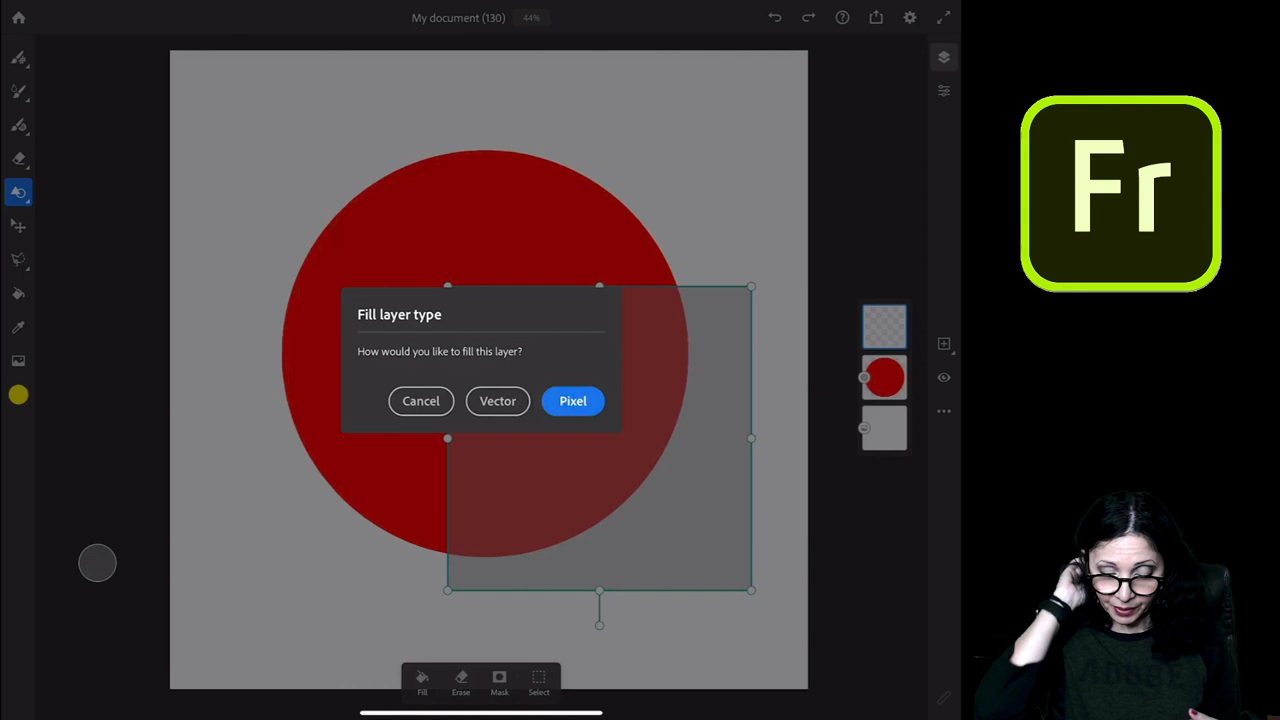 My document (130)
44%
Fr
Fill layer type
How would you like to fill this layer?
Cancel
Vector
Pixel
Fill
Erase
Mask
Select
ADOBE